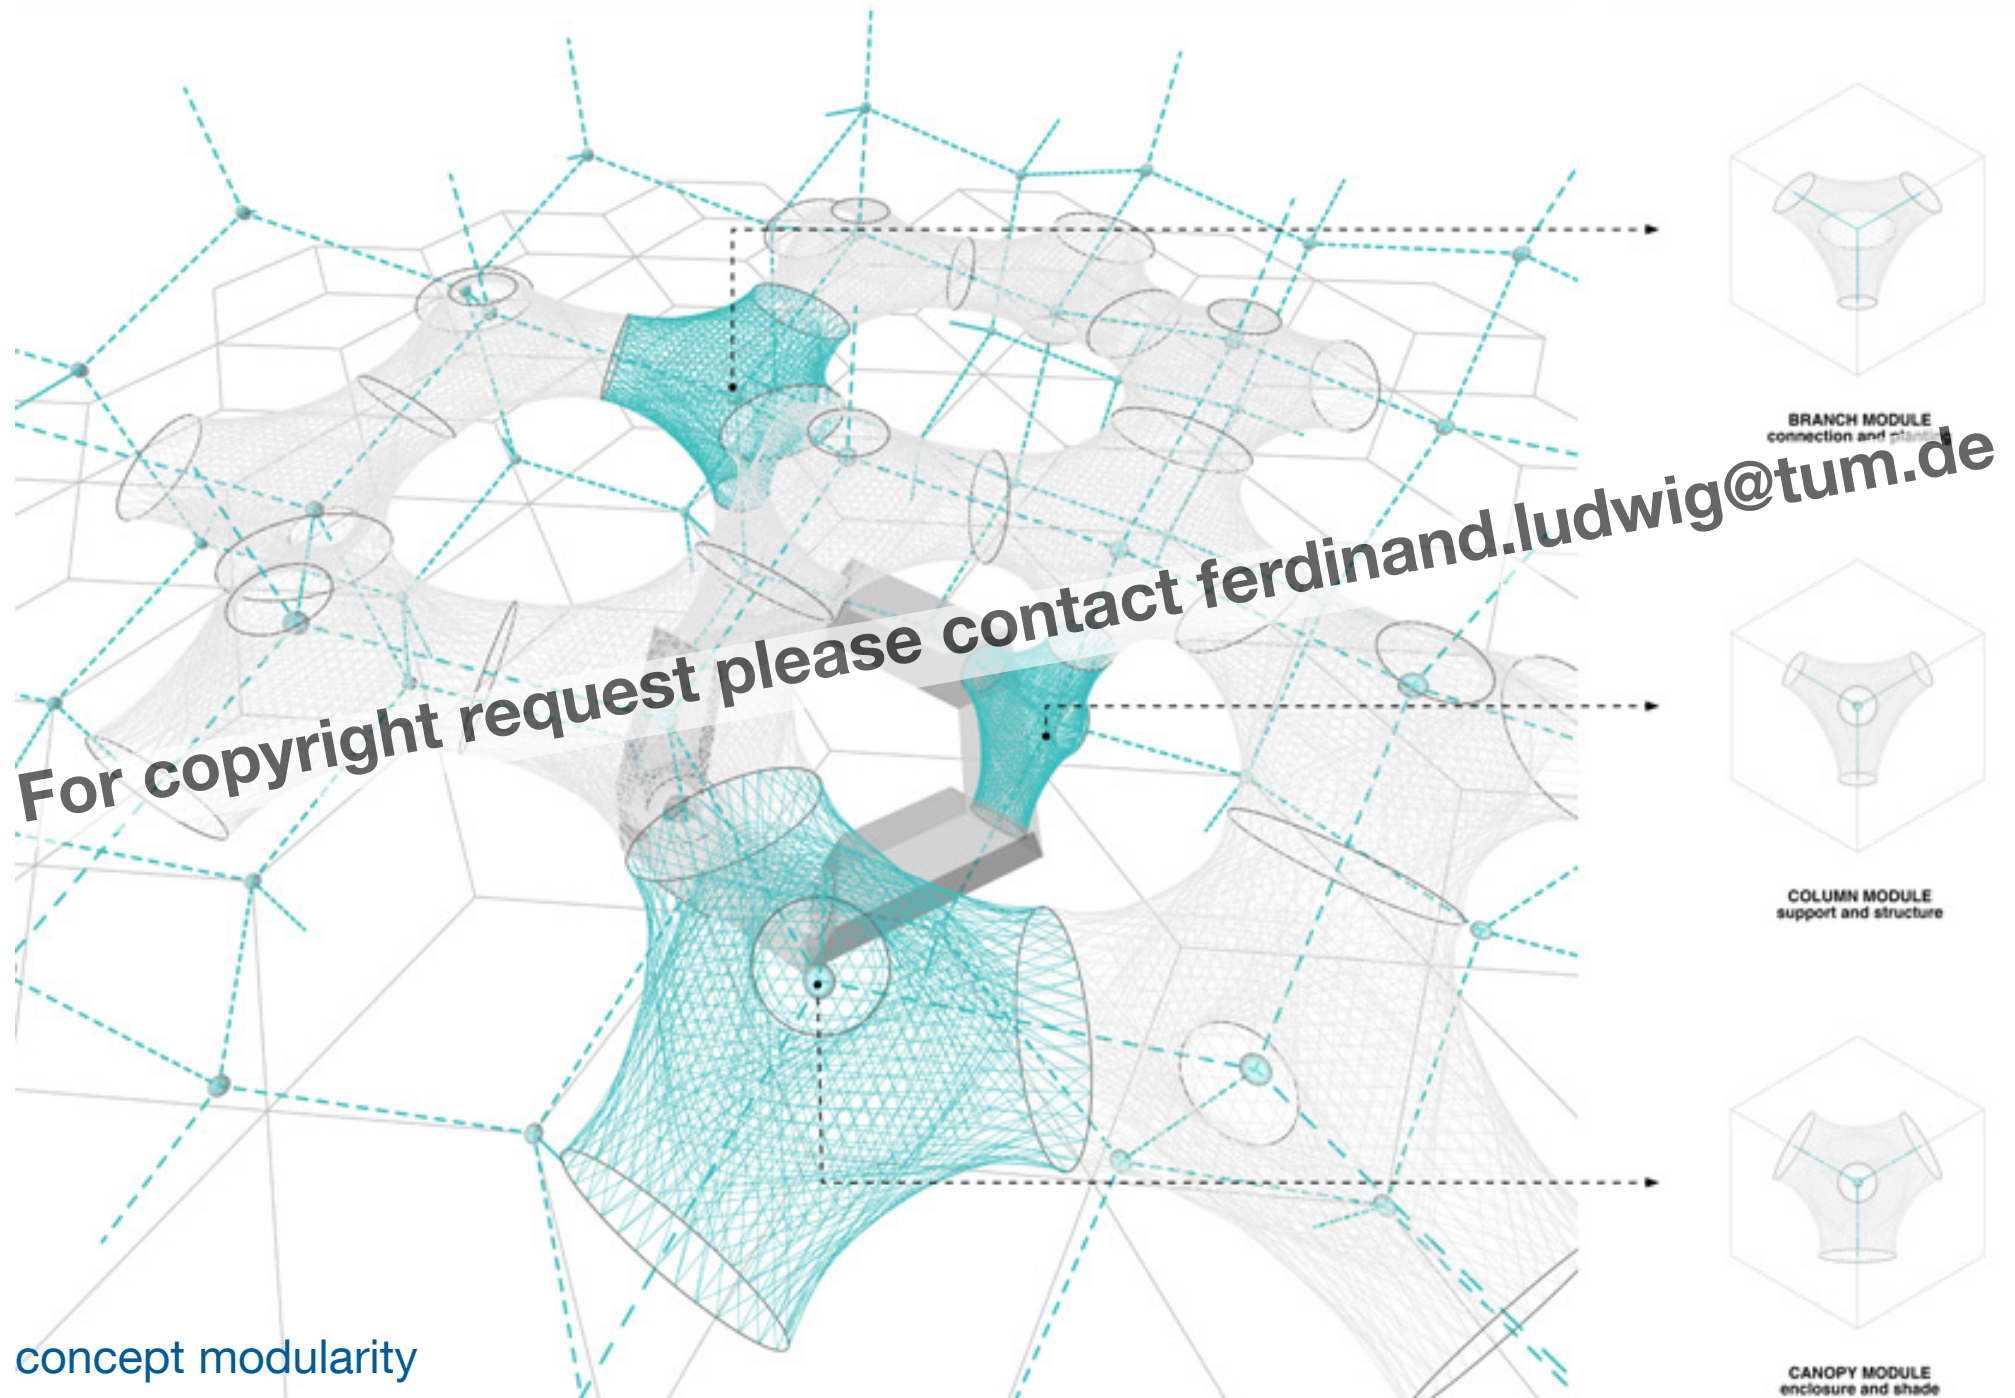 BRANCH MODULE
connection and planting
For copyright request please contact ferdinand.ludwig@tum.de
COLUMN MODULE
support and structure
concept modularity
CANOPY MODULE
enclosure and shade